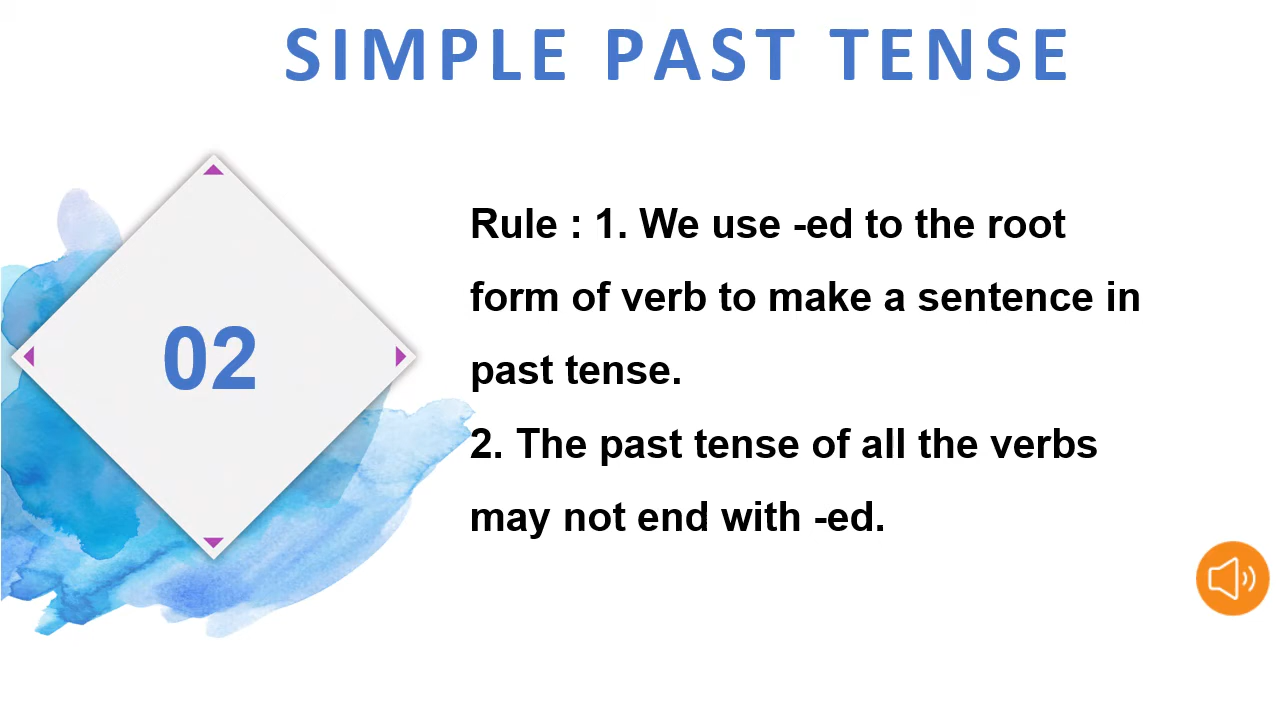 SIMPLE PAST TENSE
02
Rule : 1. We use -ed to the root
form of verb to make a sentence in
past tense.
2. The past tense of all the verbs
may not end with -ed.